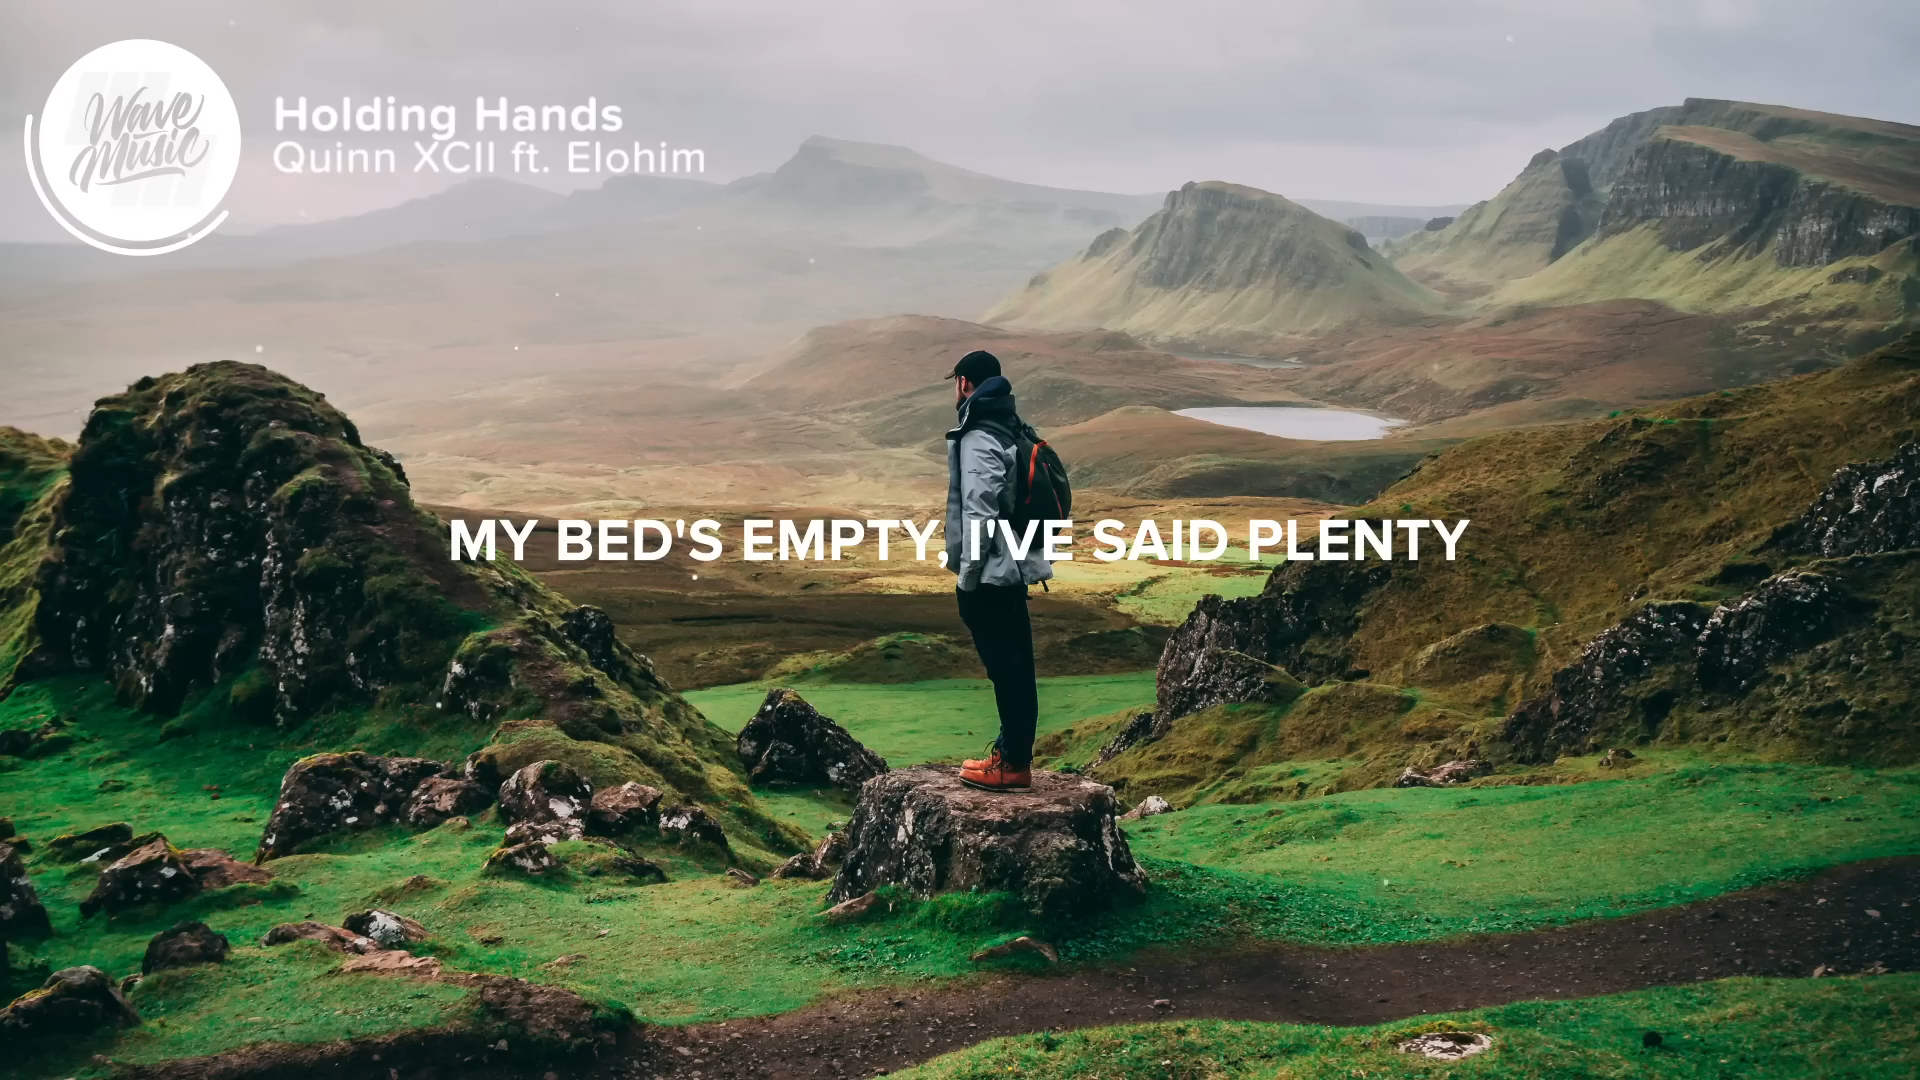 Wave
Music
Holding Hands
Quinn XCII ft. Elohim
MY BED'S EMPTY, I'VE SAID PLENTY